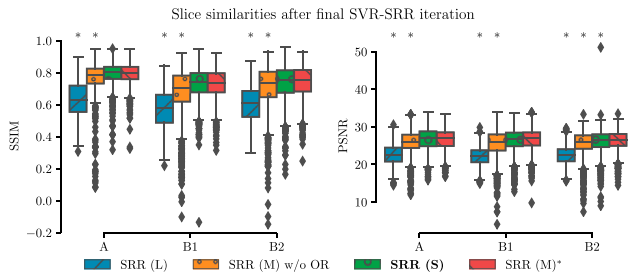 Slice similarities after final SVR-SRR iteration
* * * * * *
* * * * * * *
1.0
0.8
0.6
0.4
0.2
0.0
−0.2
SSIM
A B1 B2
50
40
30
20
10
PSNR
A B1 B2
SRR (L) SRR (M) w/o OR SRR (S) SRR (M)*